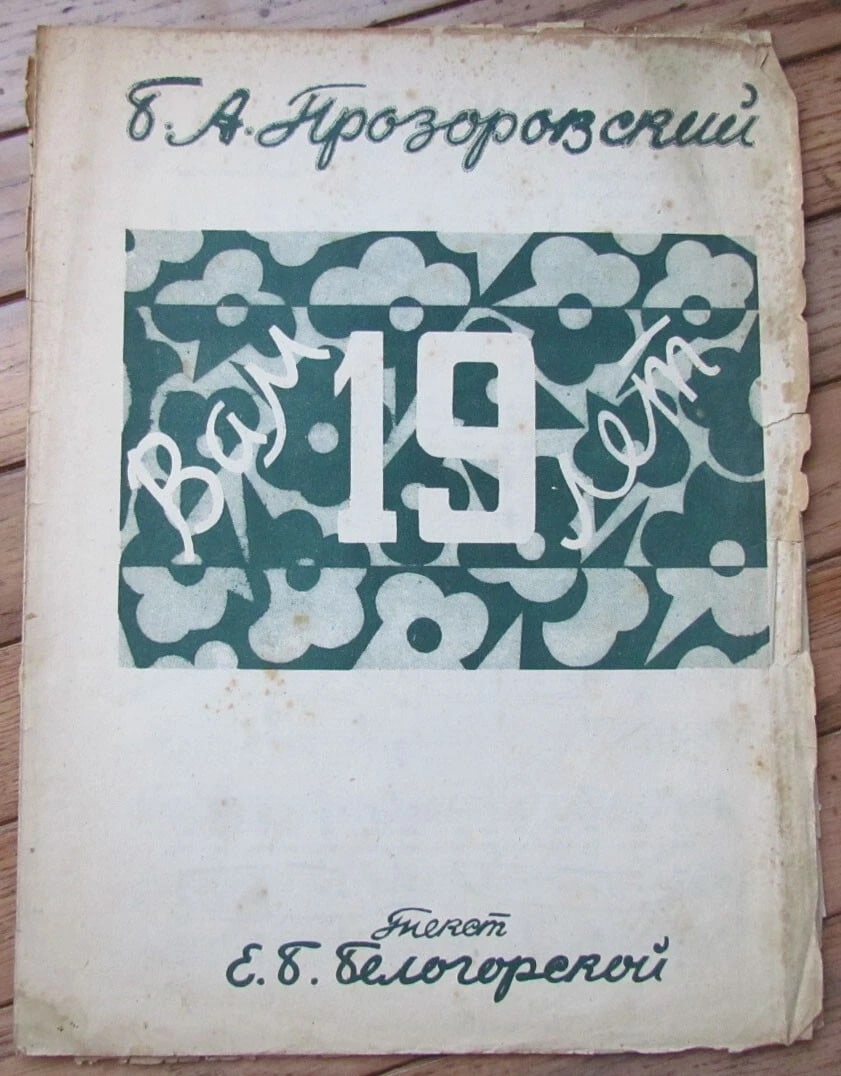 Б. А. Прозоровский
Вам 19 лет
Текст
Е. Б. Белогорской